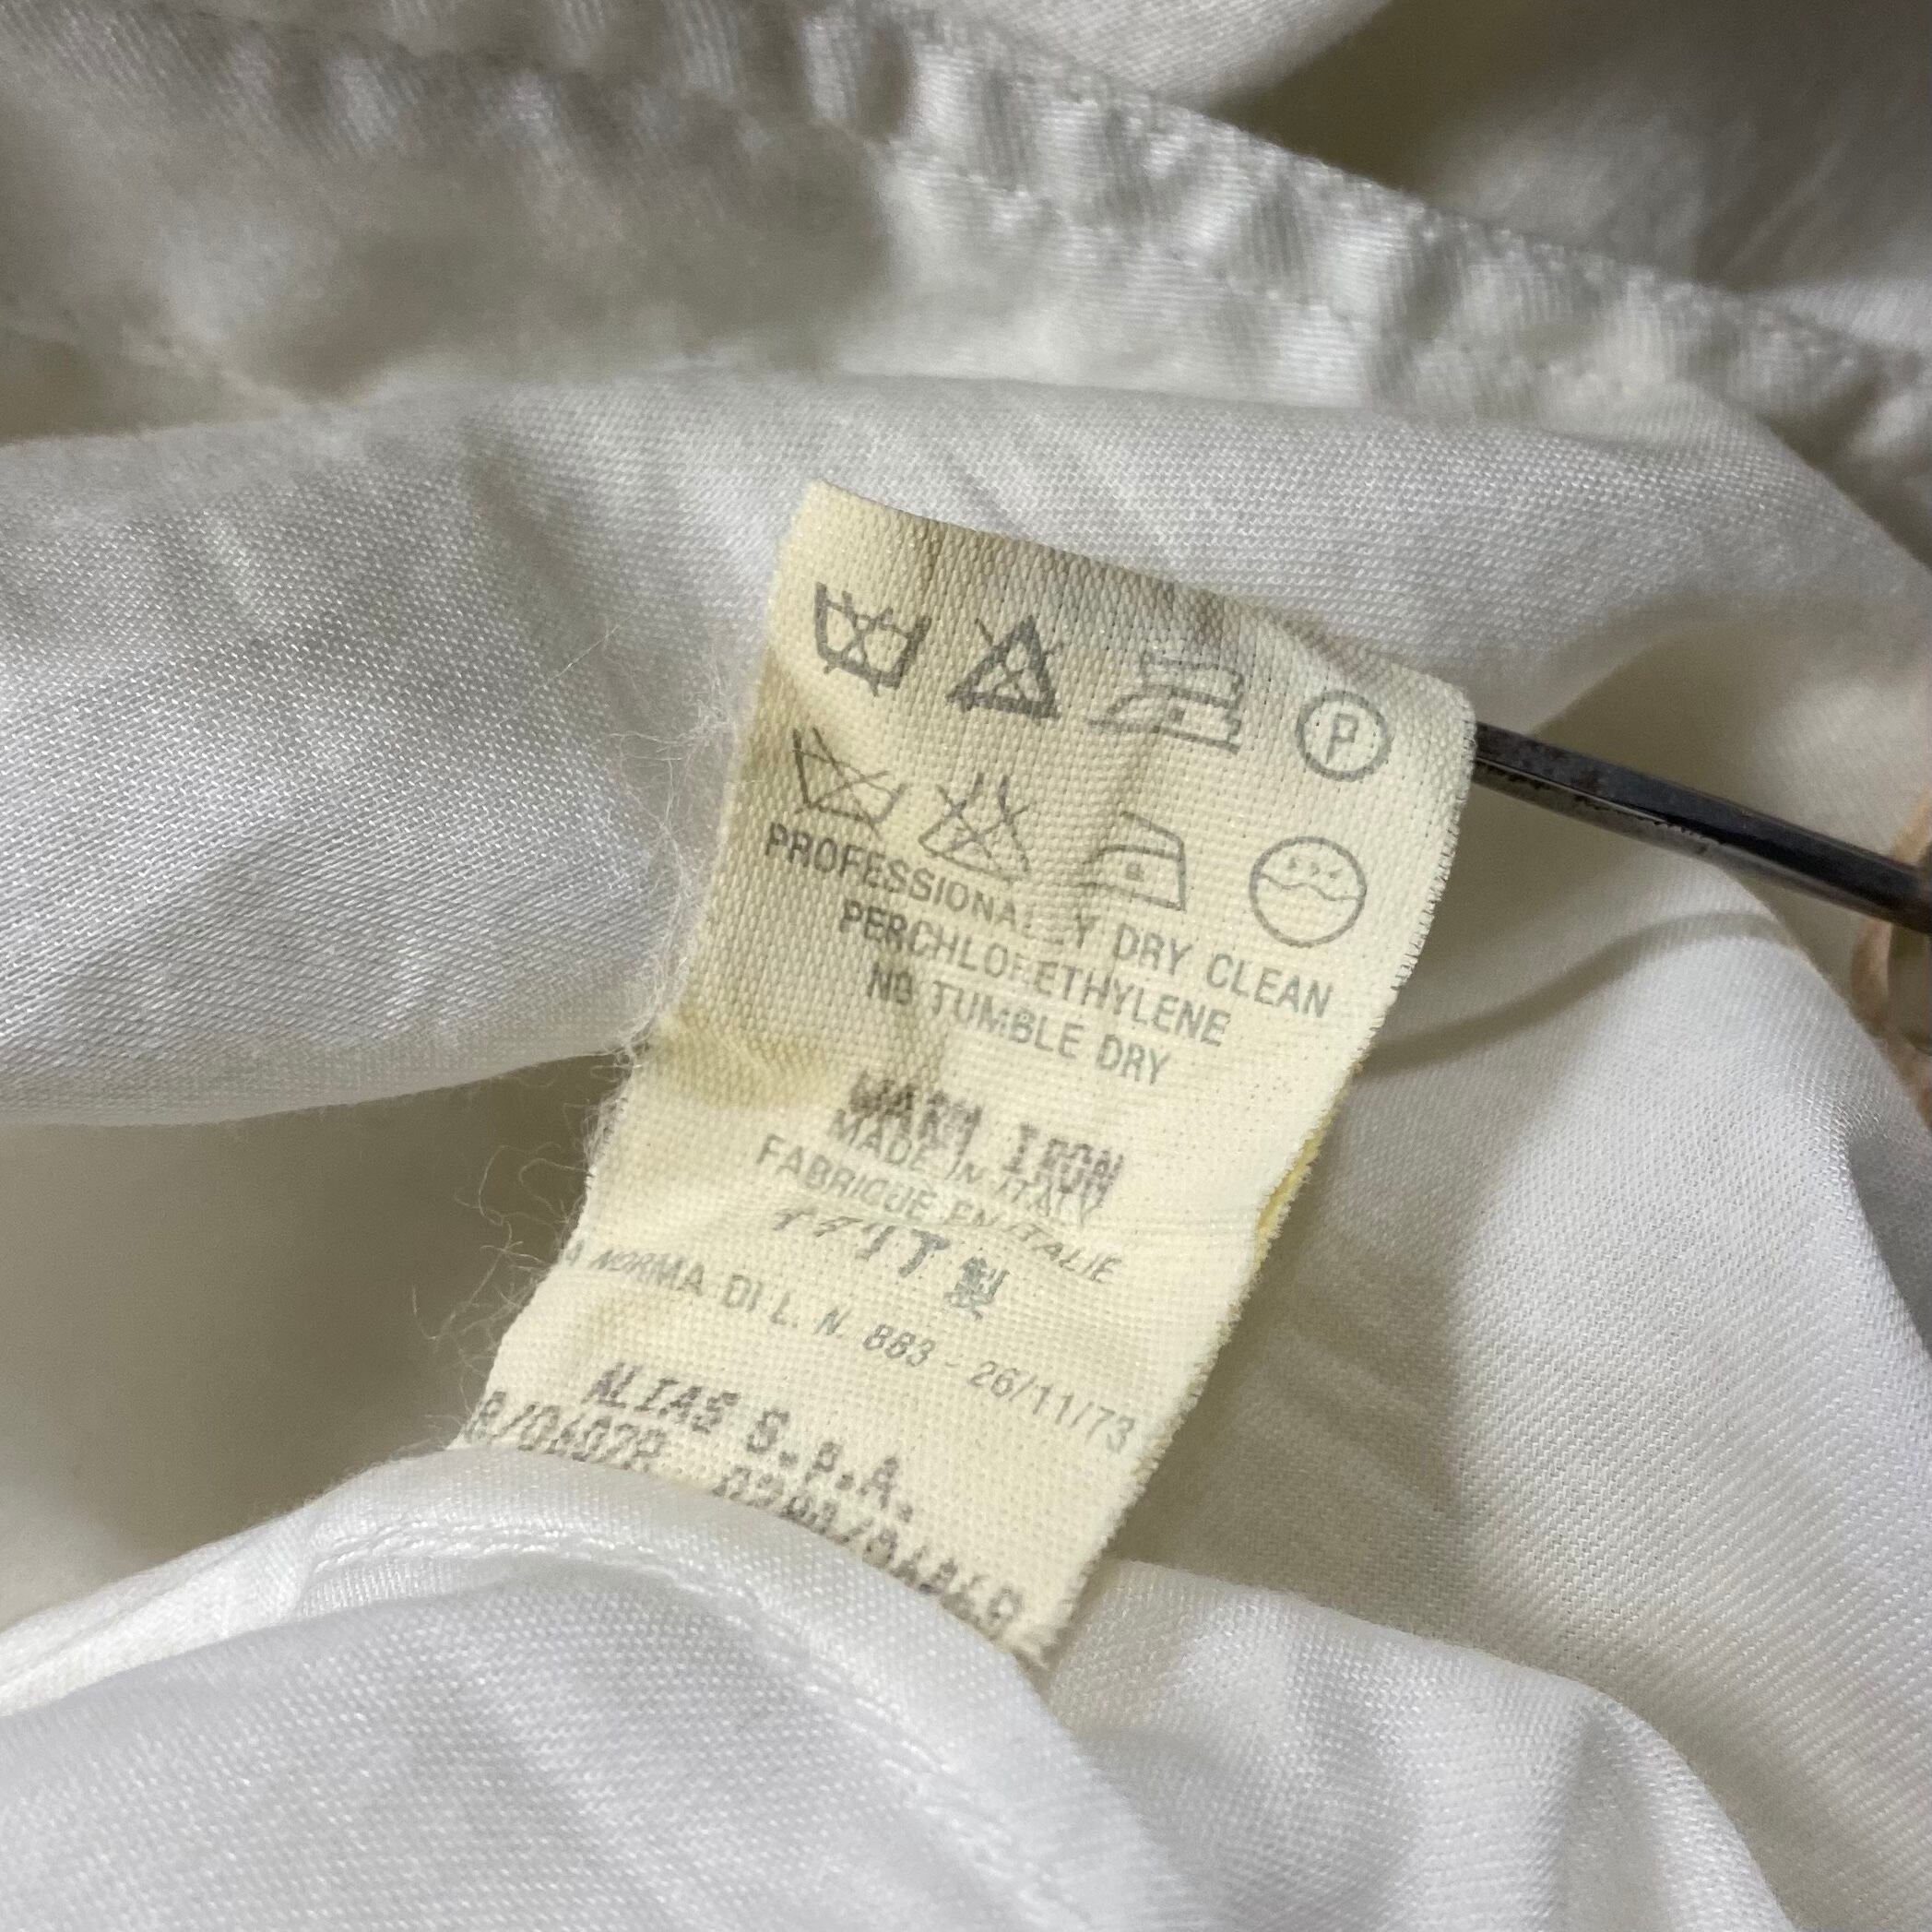 P
PROFESSIONALLY DRY CLEAN
PERCHLORETHYLENE
NO TUMBLE DRY
WARM IRON
MADE IN ITALY
FABRIQUE EN ITALIE
イタリア製
A NORMA DI L. N. 883 - 26/11/73
ALIAS S.p.A.